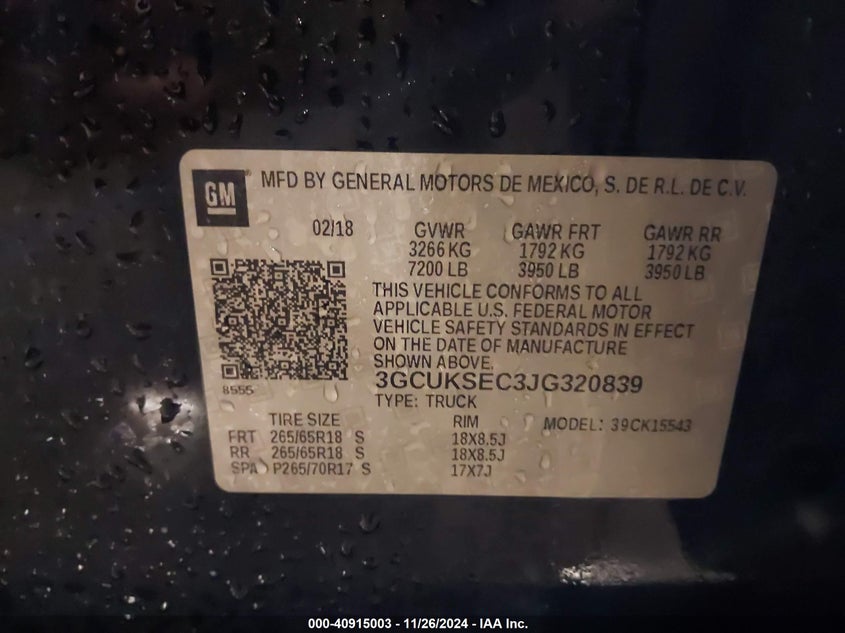 GM
MFD BY GENERAL MOTORS DE MEXICO, S. DE R.L. DE C.V.
02/18 GVWR GAWR FRT GAWR RR
3266 KG 1792 KG 1792 KG
7200 LB 3950 LB 3950 LB
THIS VEHICLE CONFORMS TO ALL
APPLICABLE U.S. FEDERAL MOTOR
VEHICLE SAFETY STANDARDS IN EFFECT
ON THE DATE OF MANUFACTURE
SHOWN ABOVE.
8555
3GCUKSEC3JG320839
TYPE: TRUCK
TIRE SIZE RIM MODEL: 39CK15543
FRT 265/65R18 S 18X8.5J
RR 265/65R18 S 18X8.5J
SPA P265/70R17 S 17X7J
000-40915003 - 11/26/2024 - IAA Inc.